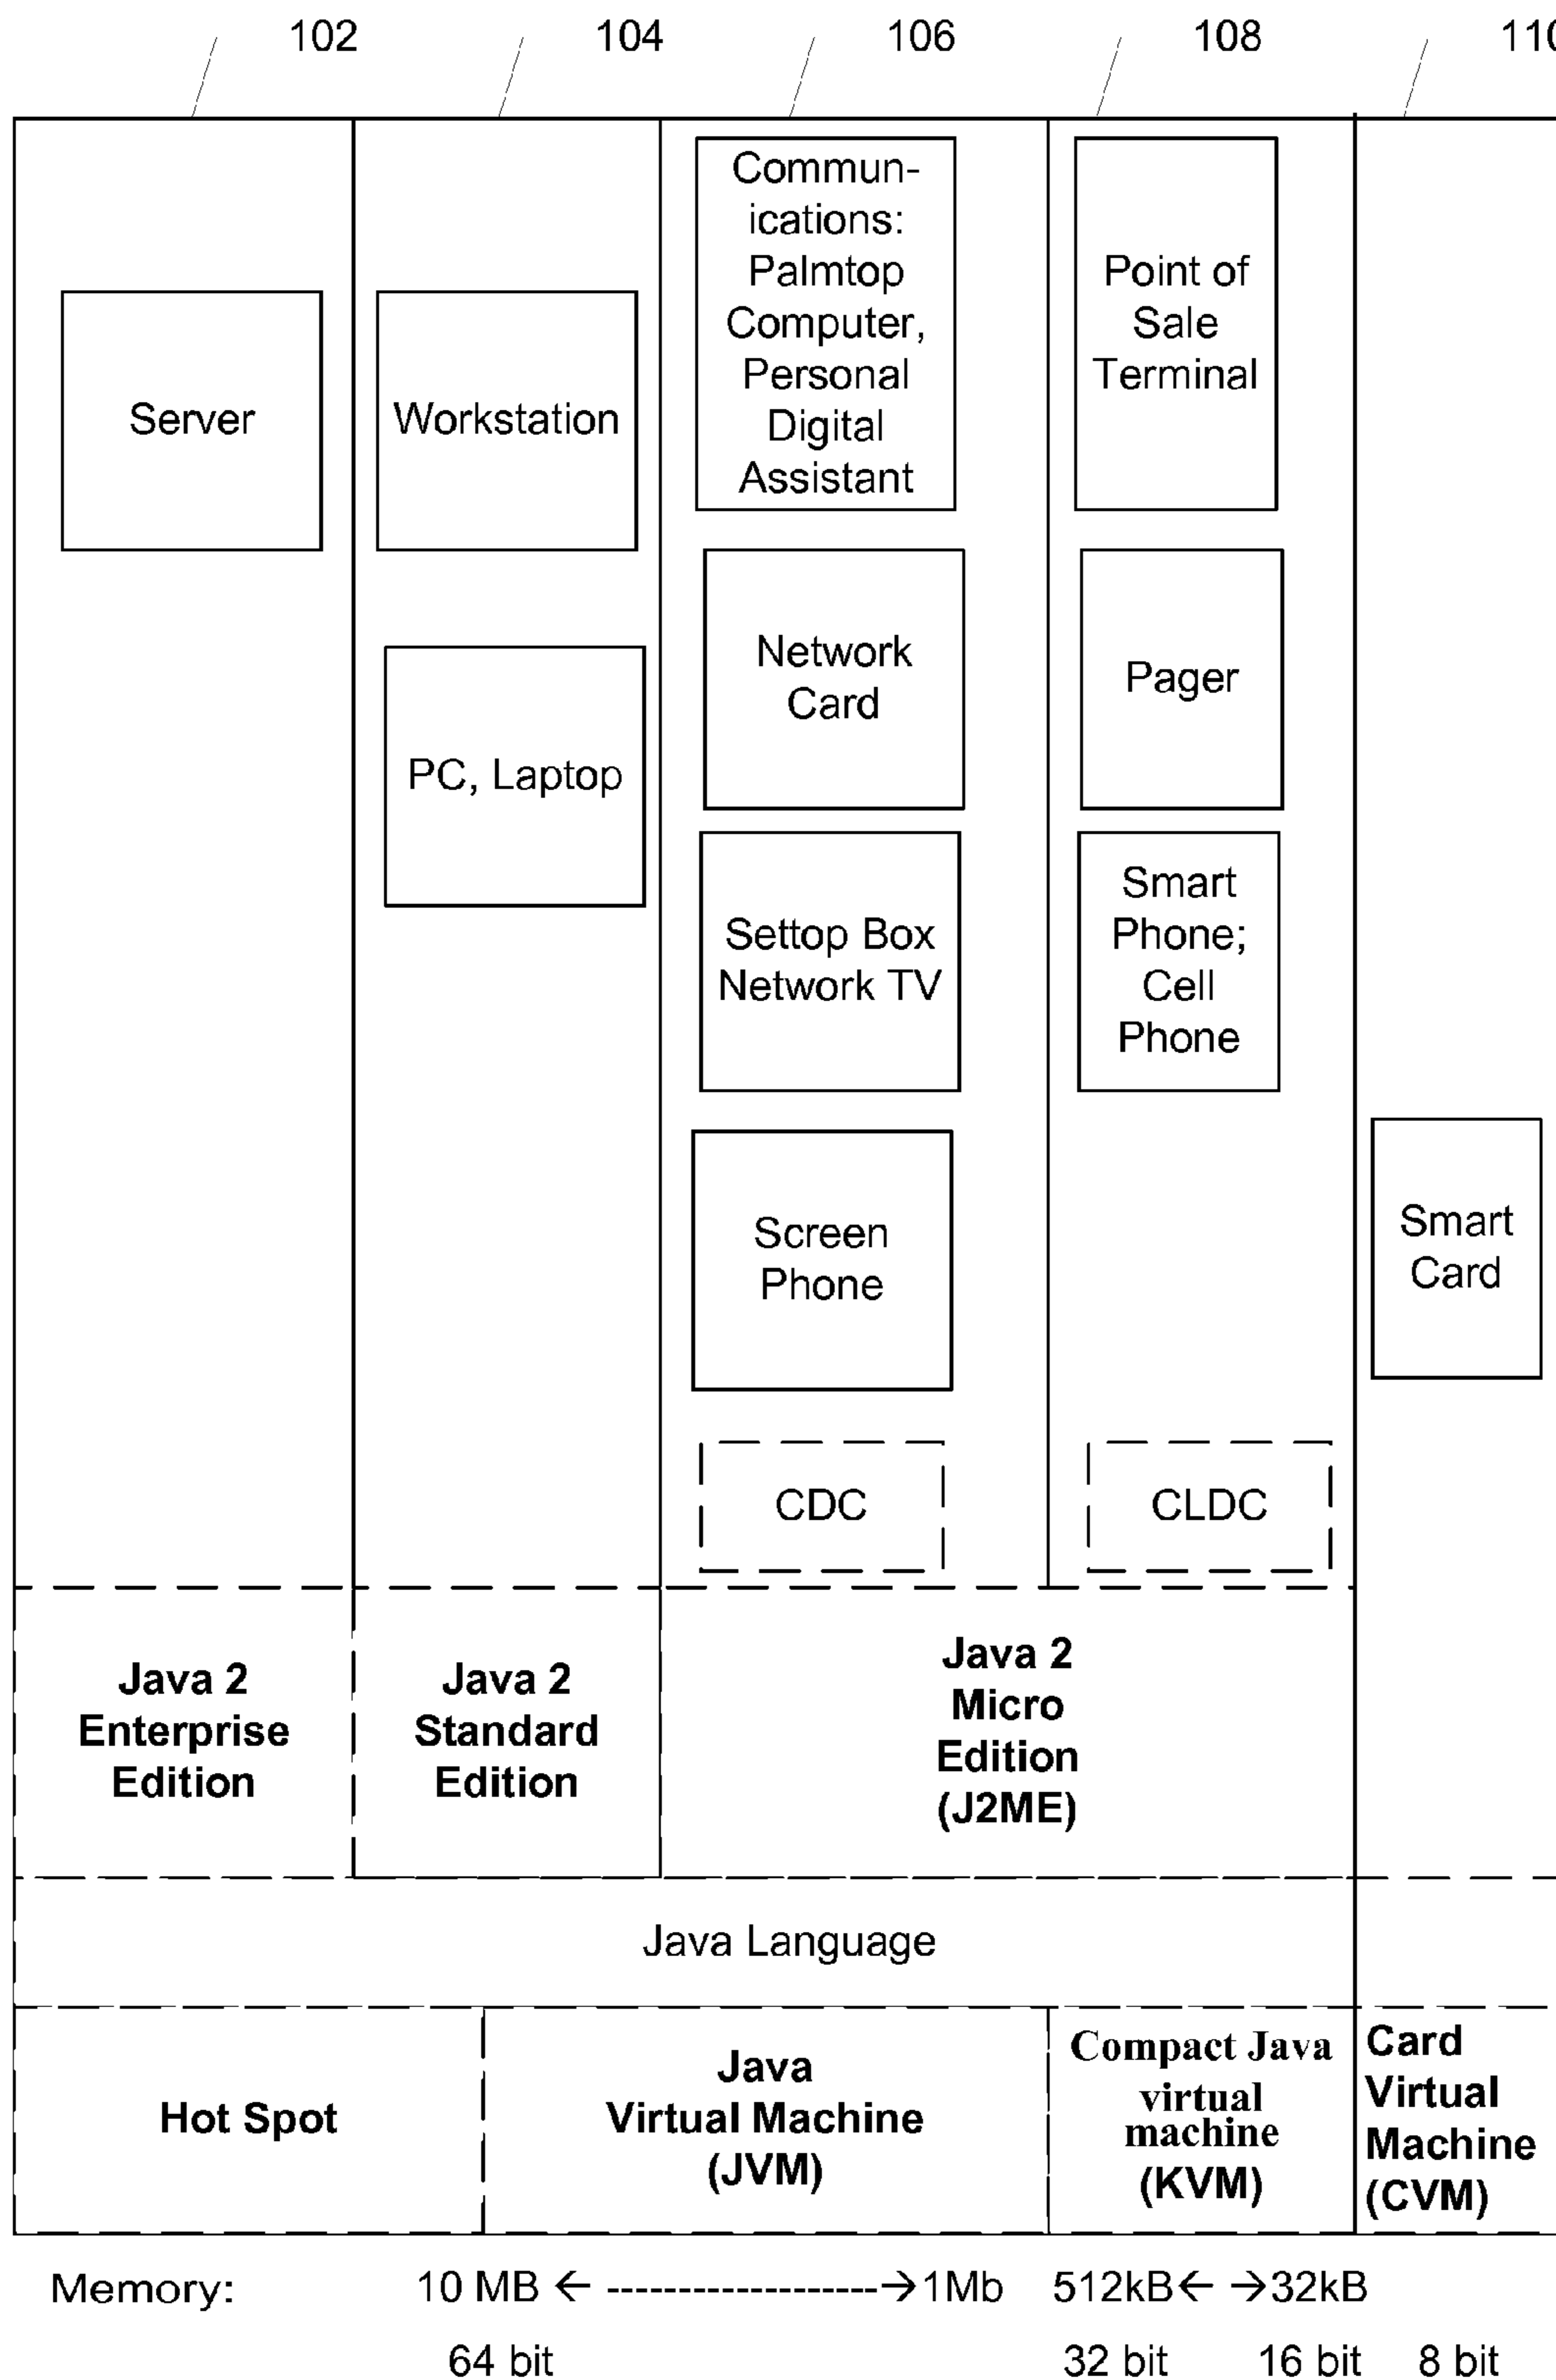 102
104
106
108
110
Commun-
ications:
Palmtop
Computer,
Personal
Digital
Assistant
Point of
Sale
Terminal
Server
Workstation
Network
Card
Pager
PC, Laptop
Settop Box
Network TV
Smart
Phone;
Cell
Phone
Screen
Phone
Smart
Card
CDC
CLDC
Java 2
Enterprise
Edition
Java 2
Standard
Edition
Java 2
Micro
Edition
(J2ME)
Java Language
Hot Spot
Java
Virtual Machine
(JVM)
Compact Java
virtual
machine
(KVM)
Card
Virtual
Machine
(CVM)
Memory: 10 MB ← --------------------→1Mb 512kB← →32kB
64 bit 32 bit 16 bit 8 bit